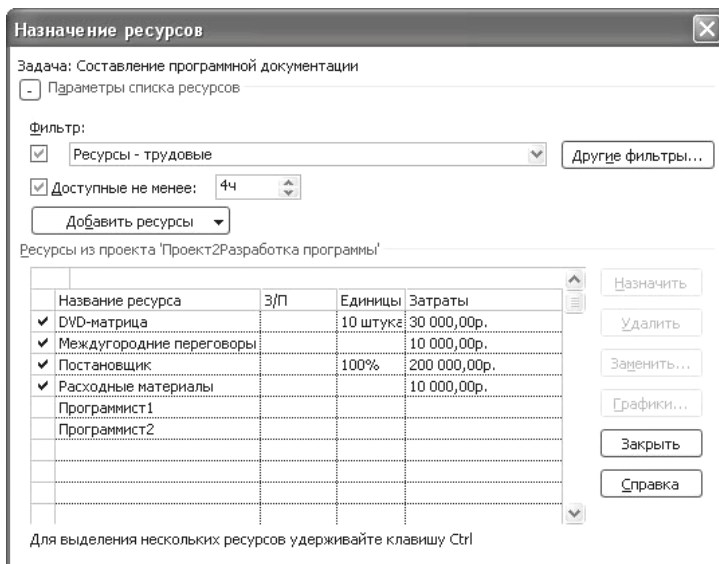 Назначение ресурсов
Задача: Составление программной документации
- Параметры списка ресурсов
Фильтр:
Ресурсы - трудовые Другие фильтры...
Доступные не менее: 4ч
Добавить ресурсы
Ресурсы из проекта 'Проект2Разработка программы'
Назначить
Название ресурса З/П Единицы Затраты
DVD-матрица 10 штука 30 000,00р. Удалить
Междугородние переговоры 10 000,00р.
Постановщик 100% 200 000,00р. Заменить...
Расходные материалы 10 000,00р.
Программист1 Графики...
Программист2
Закрыть
Справка
Для выделения нескольких ресурсов удерживайте клавишу Ctrl